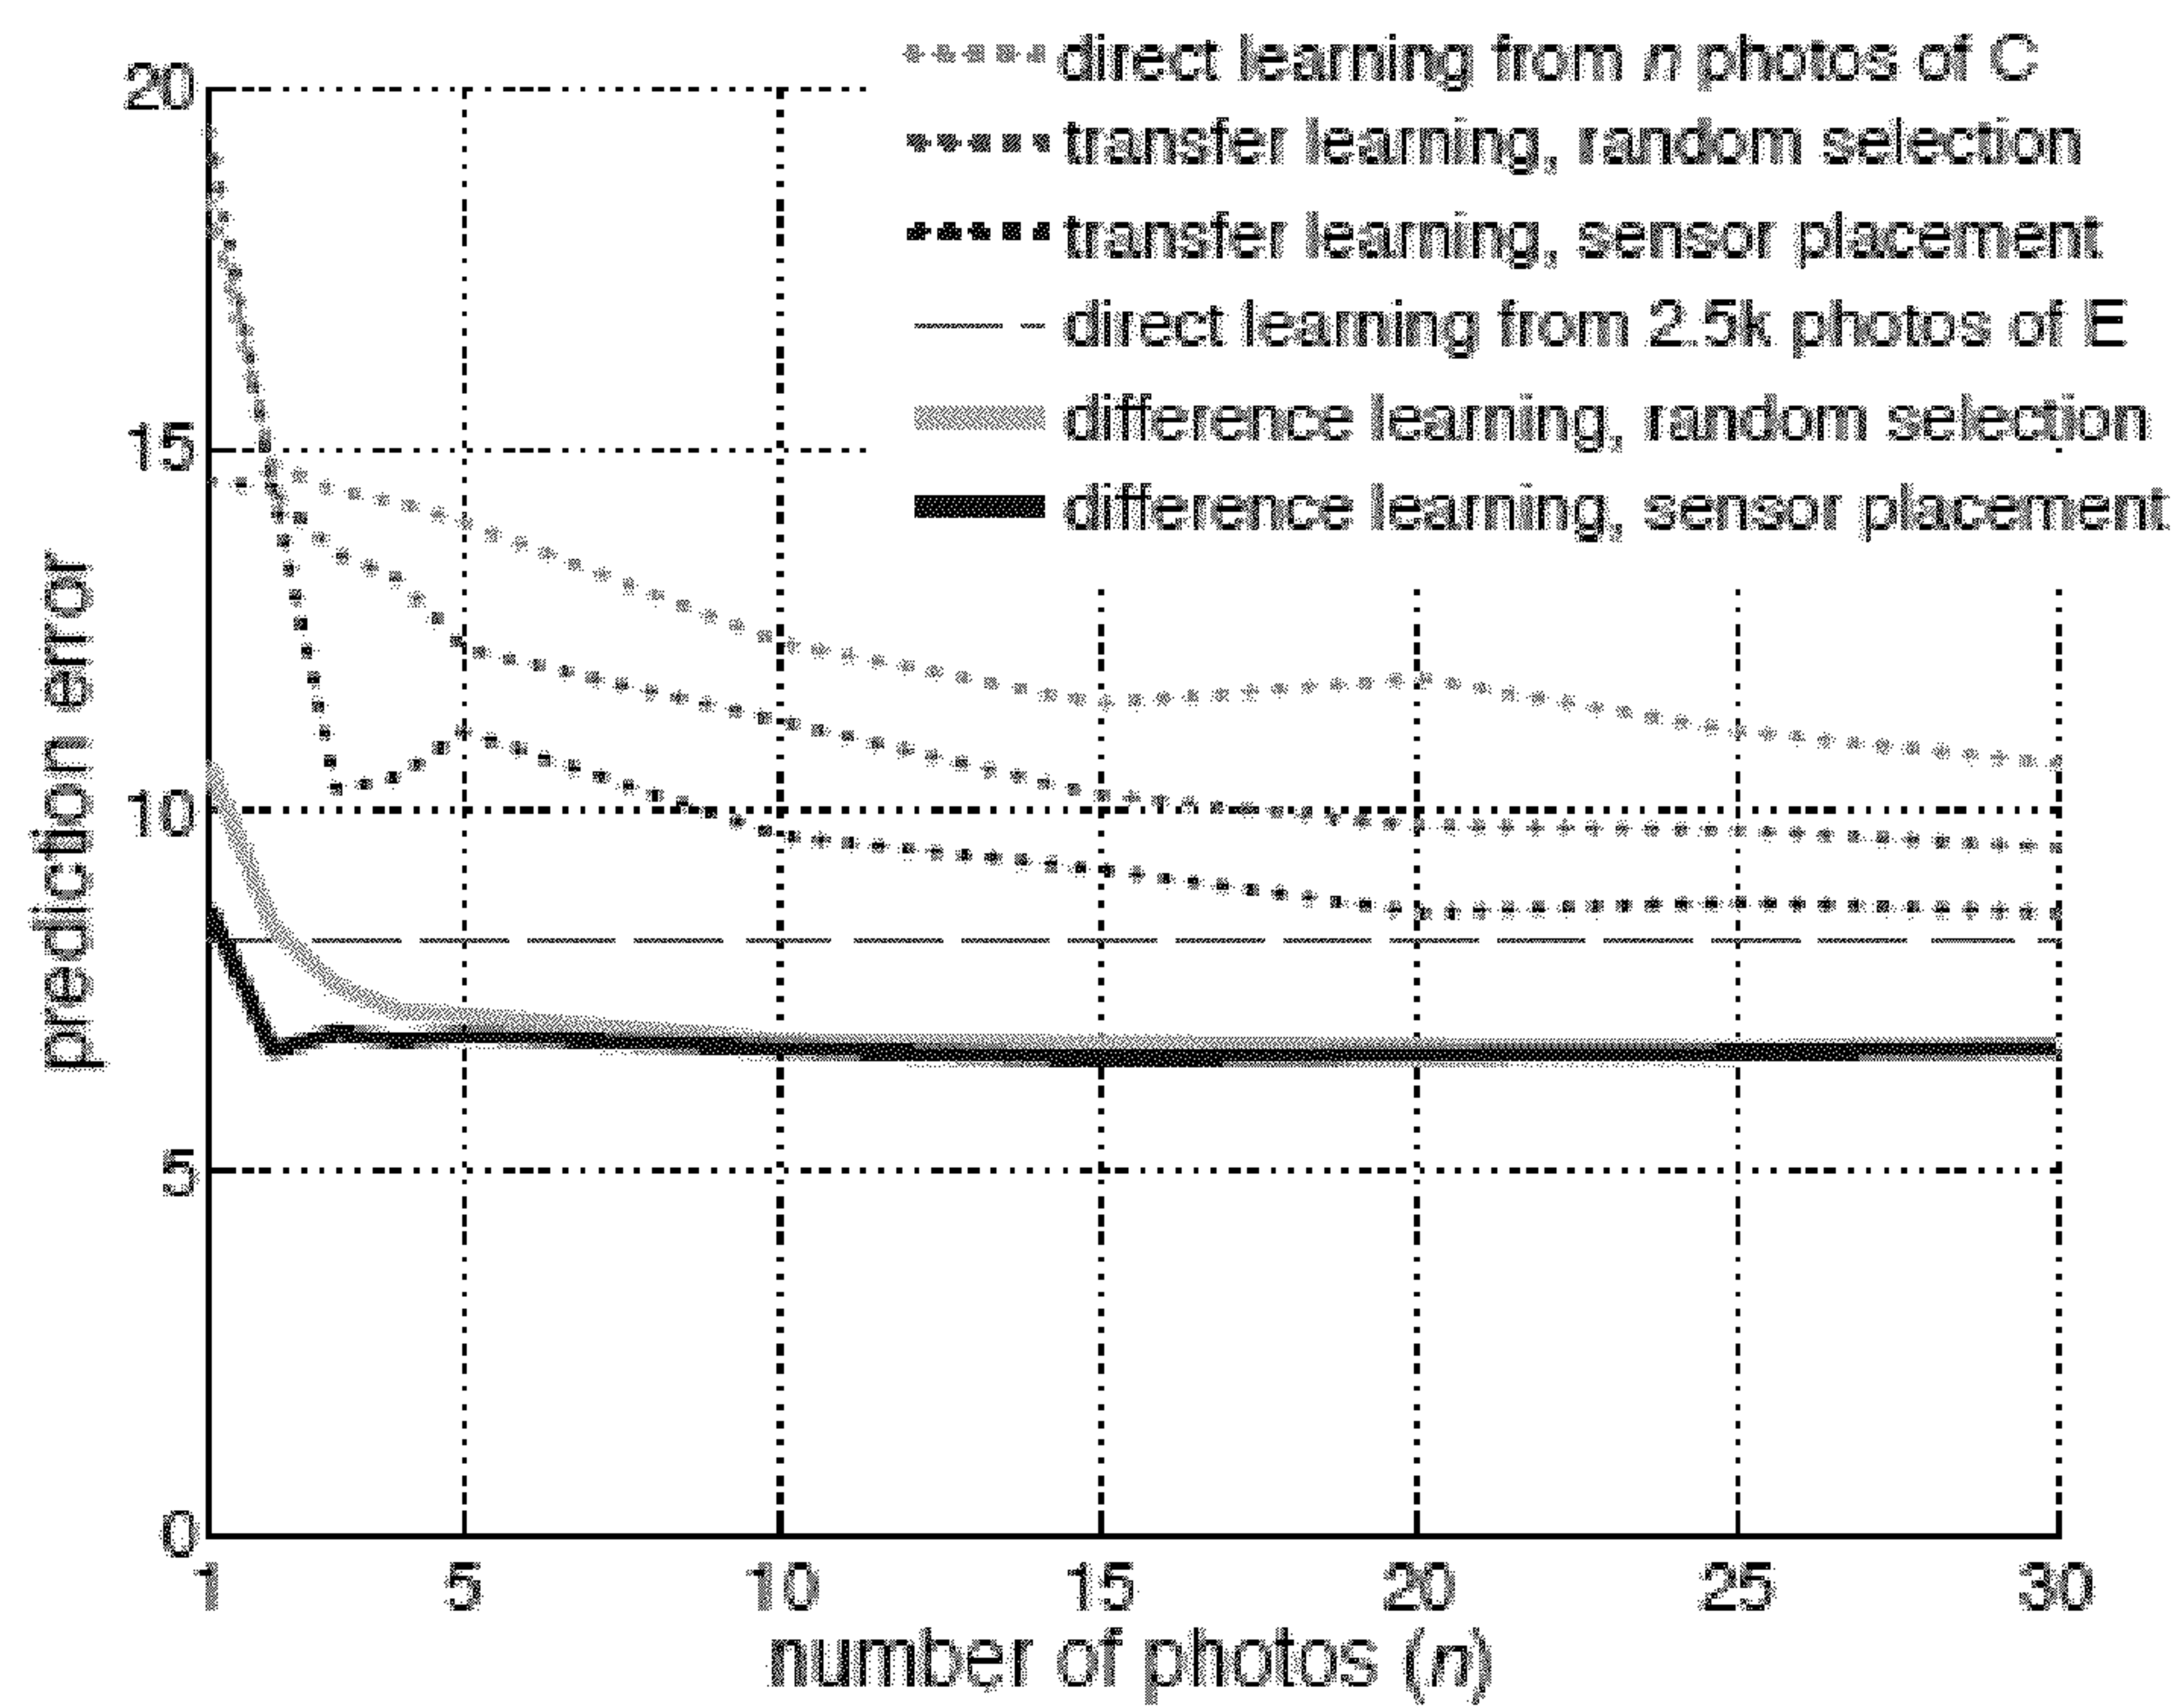 direct learning from n photos of C
transfer learning, random selection
transfer learning, sensor placement
direct learning from 2.5k photos of E
difference learning, random selection
difference learning, sensor placement
20
15
10
5
0
prediction error
1 5 10 15 20 25 30
number of photos (n)